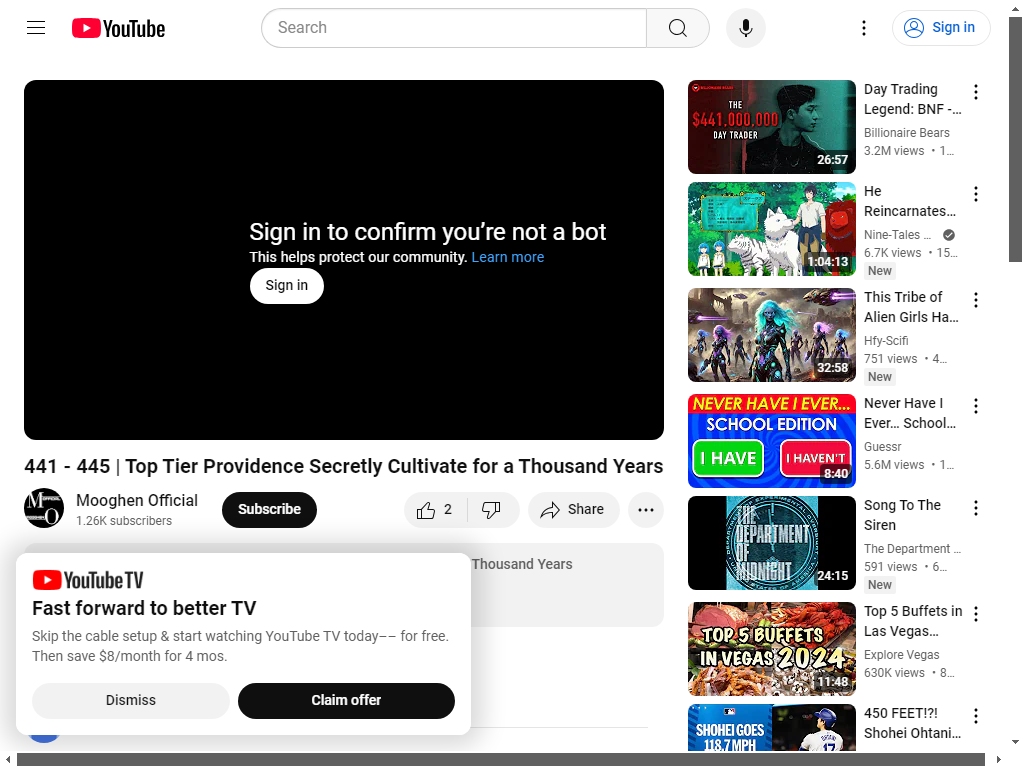 YouTube
Search
Sign in
Sign in to confirm you're not a bot
This helps protect our community. Learn more
Sign in
441 - 445 | Top Tier Providence Secretly Cultivate for a Thousand Years
Mooghen Official
1.26K subscribers
Subscribe
2
Share
Thousand Years
YouTube TV
Fast forward to better TV
Skip the cable setup & start watching YouTube TV today–– for free.
Then save $8/month for 4 mos.
Dismiss
Claim offer
THE
$441,000,000
DAY TRADER
26:57
Day Trading
Legend: BNF -...
Billionaire Bears
3.2M views • 1...
1:04:13
He
Reincarnates...
Nine-Tales ...
6.7K views • 15...
New
32:58
This Tribe of
Alien Girls Ha...
Hfy-Scifi
751 views • 4...
New
NEVER HAVE I EVER...
SCHOOL EDITION
I HAVE
I HAVEN'T
8:40
Never Have I
Ever... School...
Guessr
5.6M views • 1...
THE
DEPARTMENT
OF
MIDNIGHT
24:15
Song To The
Siren
The Department ...
591 views • 6...
New
TOP 5 BUFFETS
IN VEGAS 2024
11:48
Top 5 Buffets in
Las Vegas...
Explore Vegas
630K views • 8...
SHOHEI GOES
118.7 MPH
17
450 FEET!?!
Shohei Ohtani...